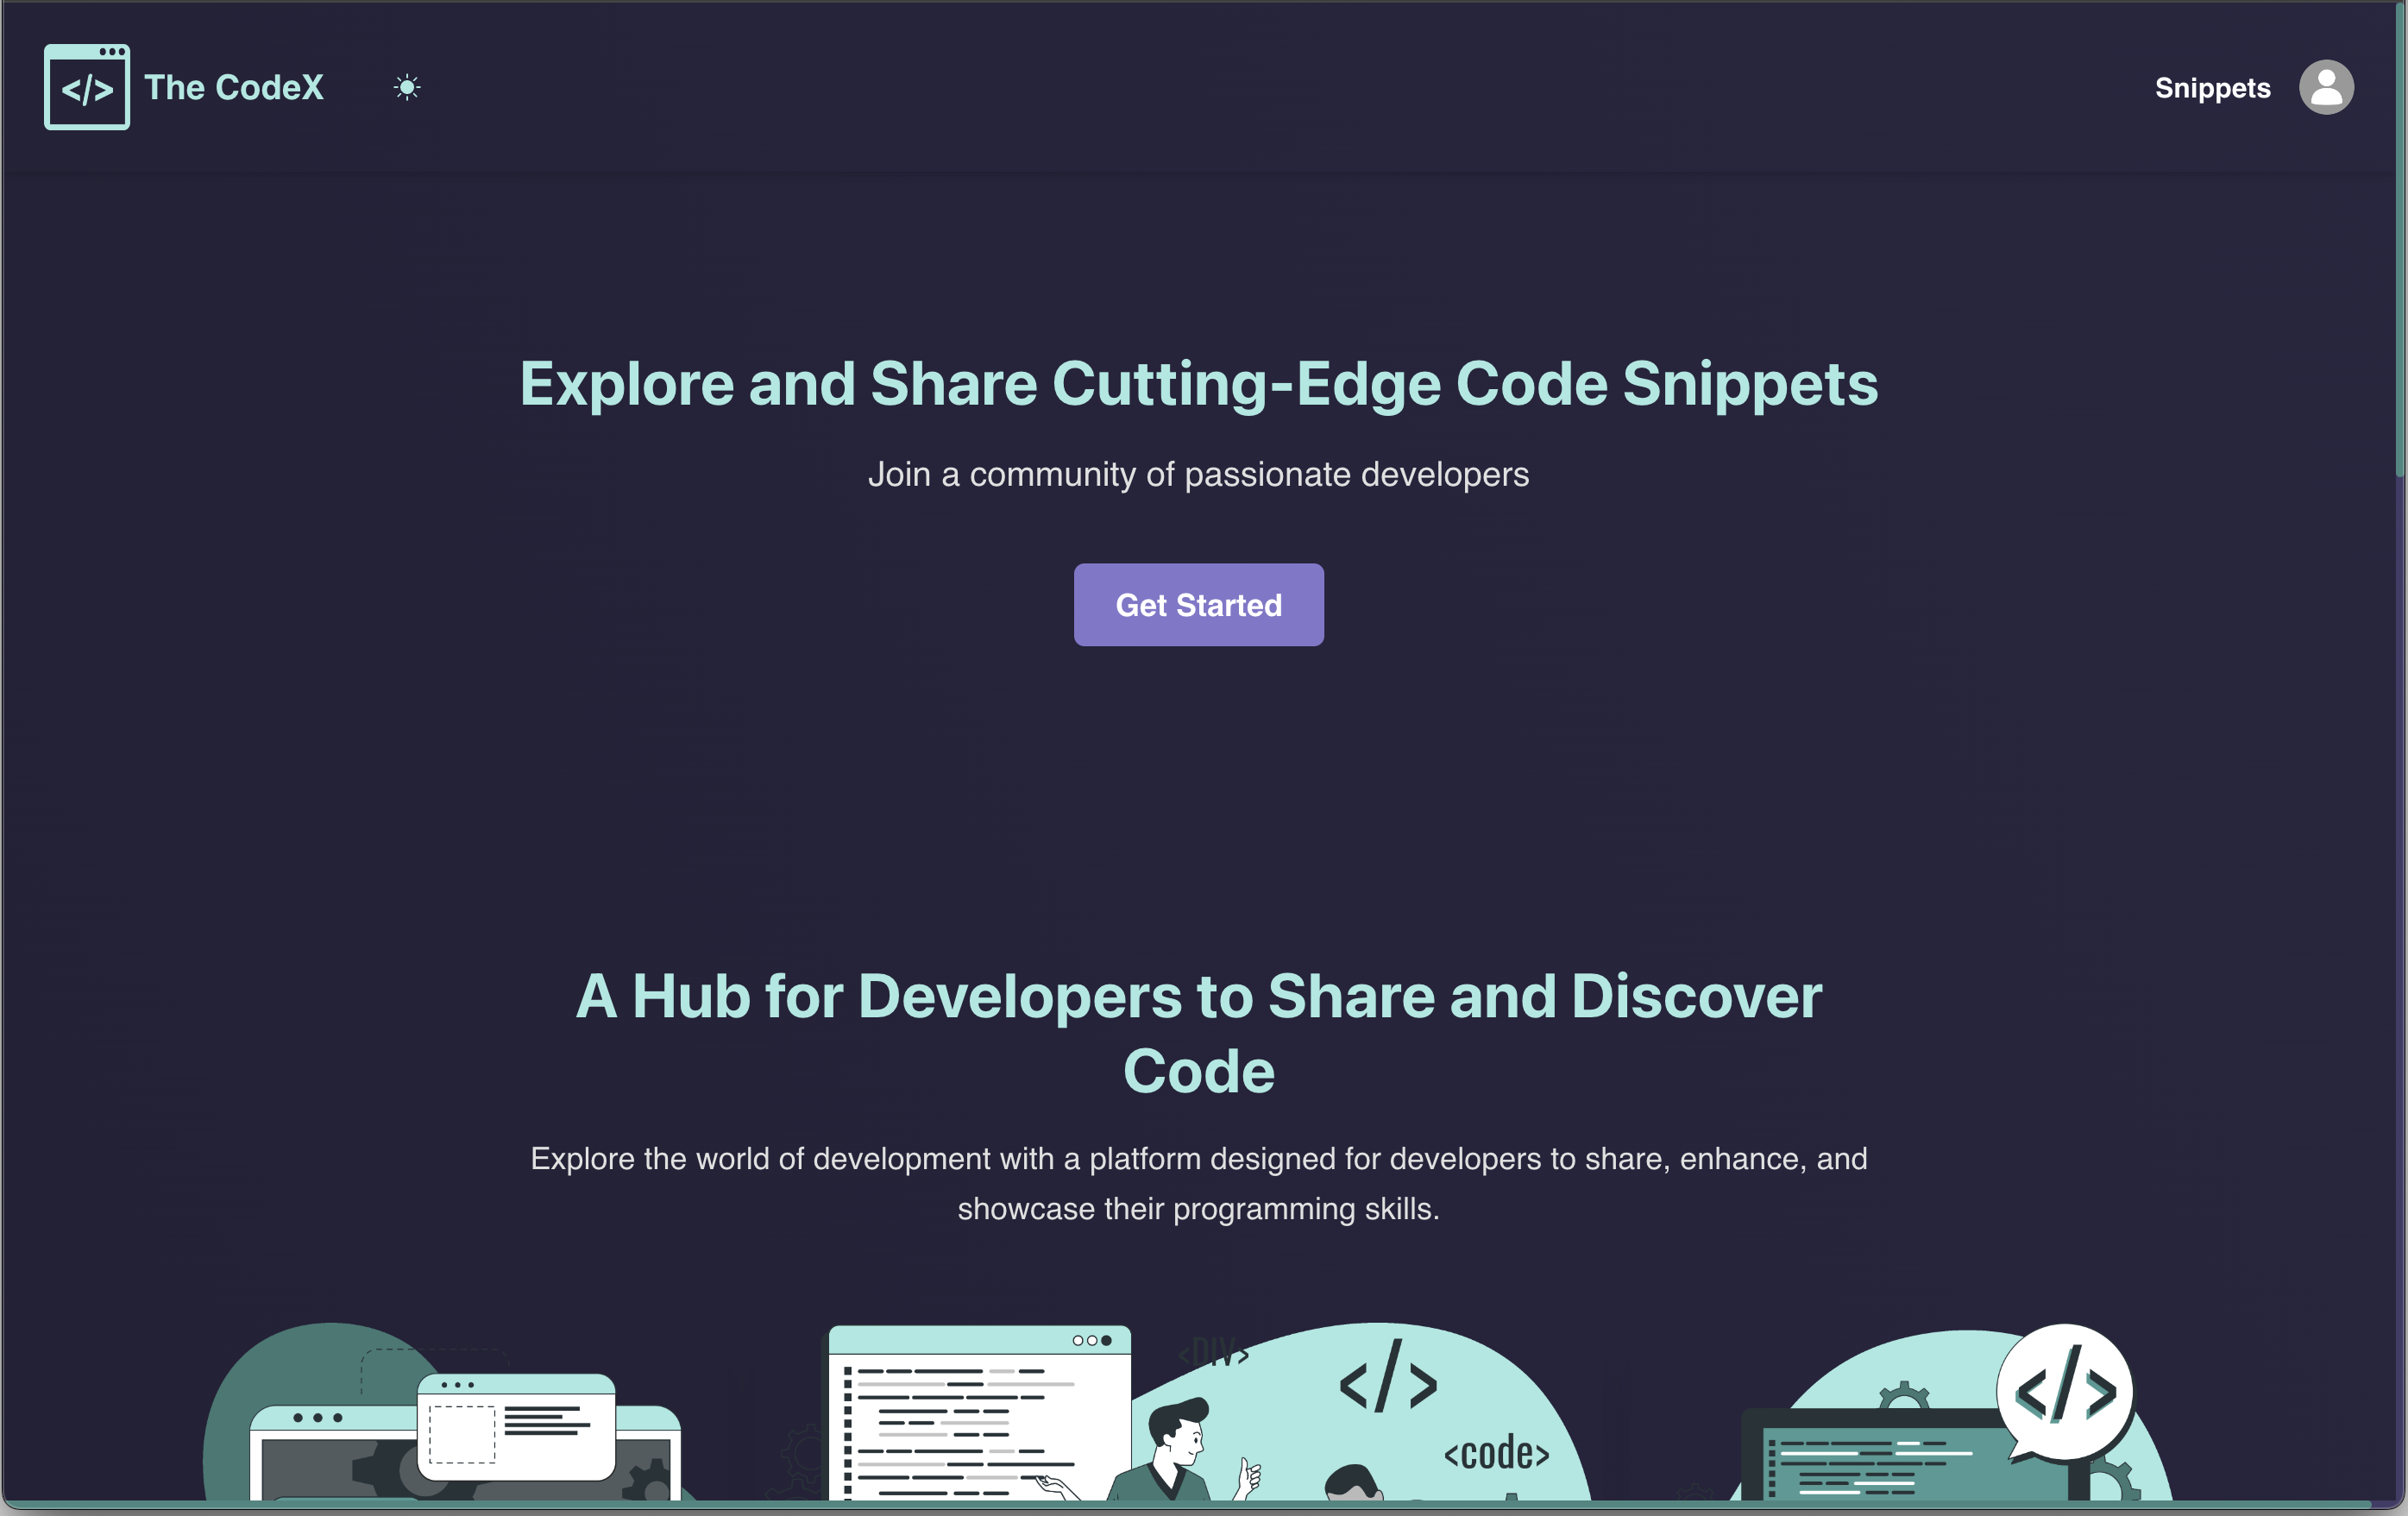 </>
The CodeX
Snippets
Explore and Share Cutting-Edge Code Snippets
Join a community of passionate developers
Get Started
A Hub for Developers to Share and Discover
Code
Explore the world of development with a platform designed for developers to share, enhance, and
showcase their programming skills.
<DIV>
</>
</>
<code>